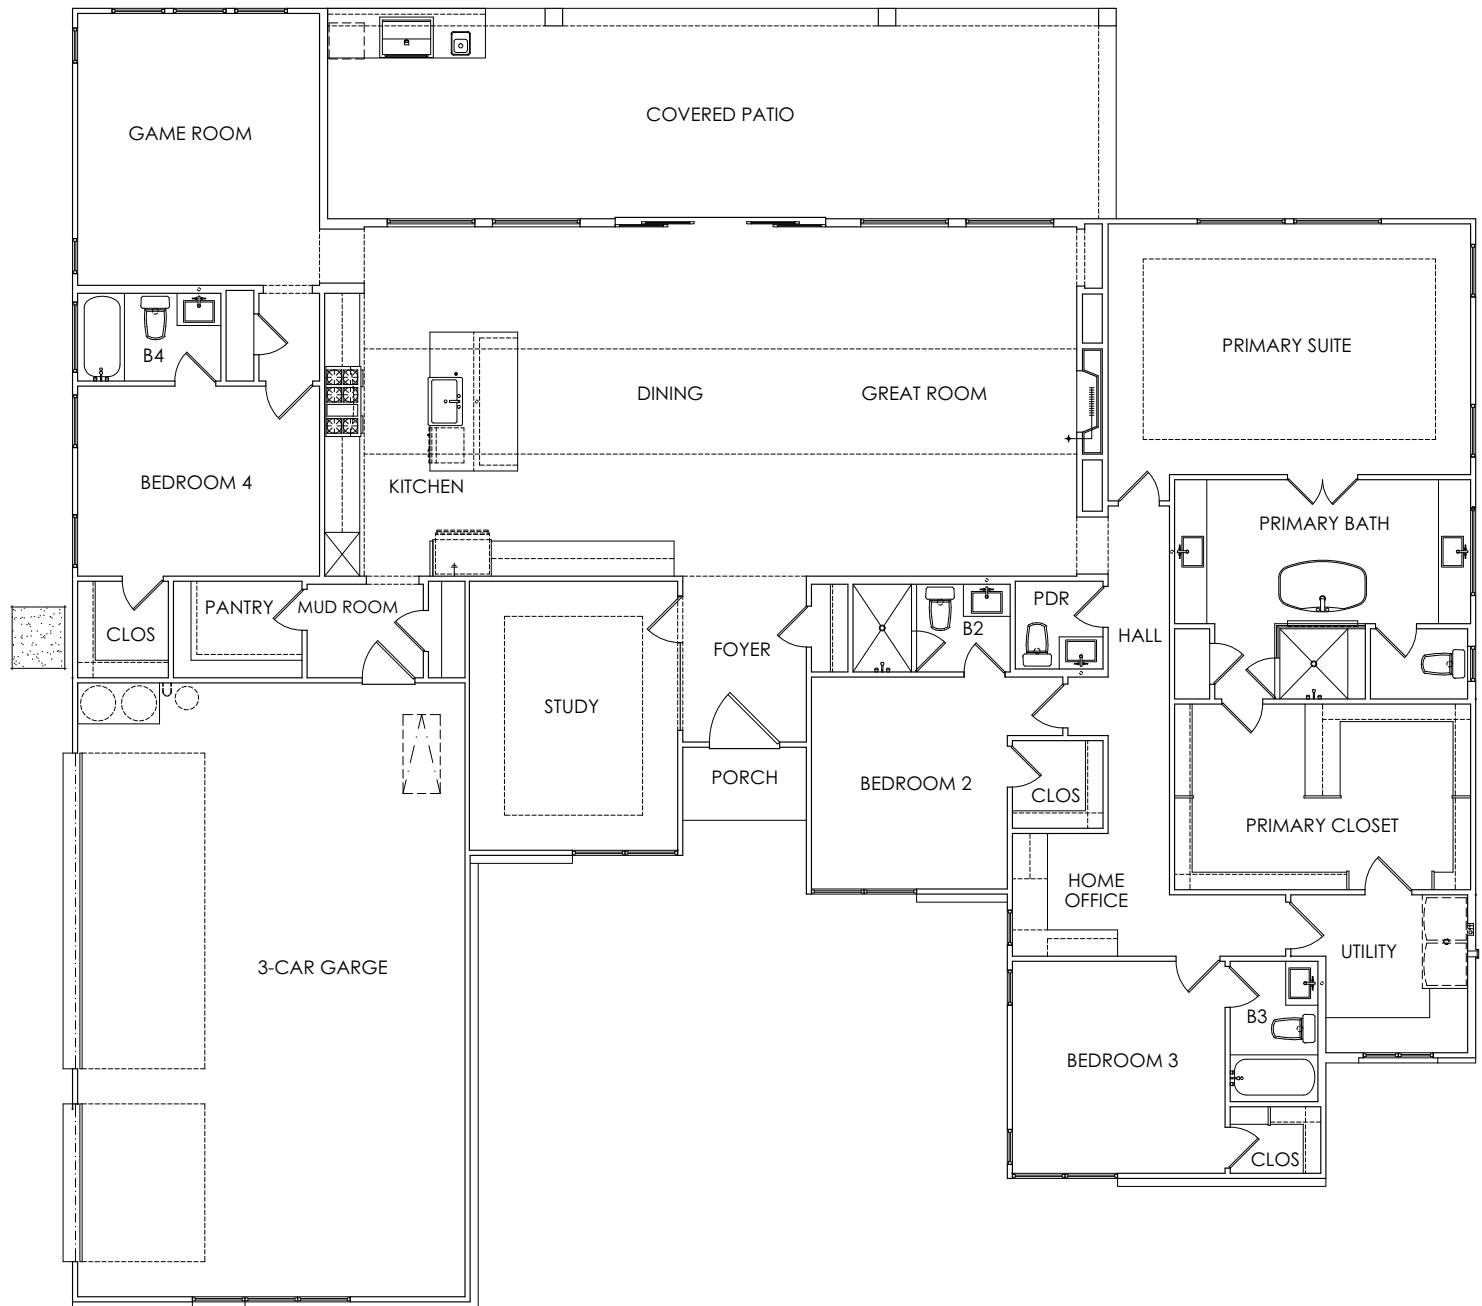 COVERED PATIO
GAME ROOM
PRIMARY SUITE
B4
DINING
GREAT ROOM
BEDROOM 4
KITCHEN
PRIMARY BATH
PANTRY
MUD ROOM
PDR
CLOS
B2
HALL
FOYER
STUDY
PORCH
BEDROOM 2
CLOS
PRIMARY CLOSET
HOME
OFFICE
UTILITY
3-CAR GARGE
B3
BEDROOM 3
CLOS